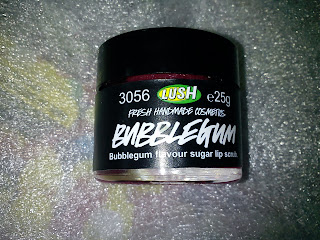 3056 LUSH e25g
FRESH HANDMADE COSMETICS
BUBBLEGUM
Bubblegum flavour sugar lip scrub